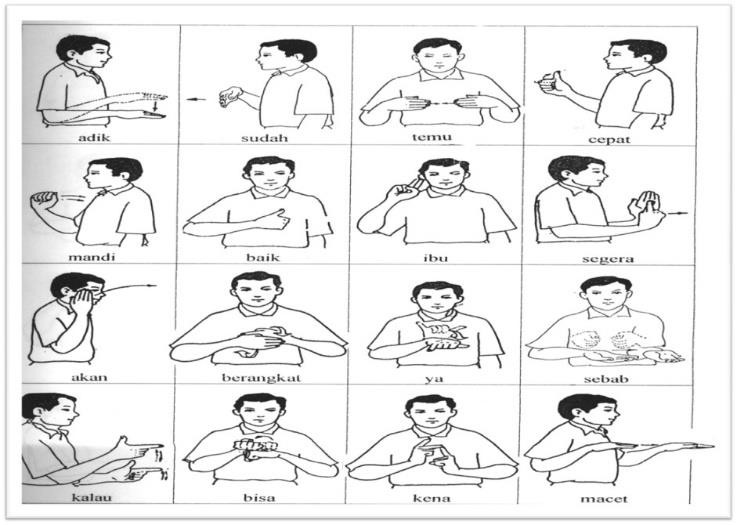 adik
sudah
temu
cepat
mandi
baik
ibu
segera
akan
berangkat
ya
sebab
kalau
bisa
kena
macet